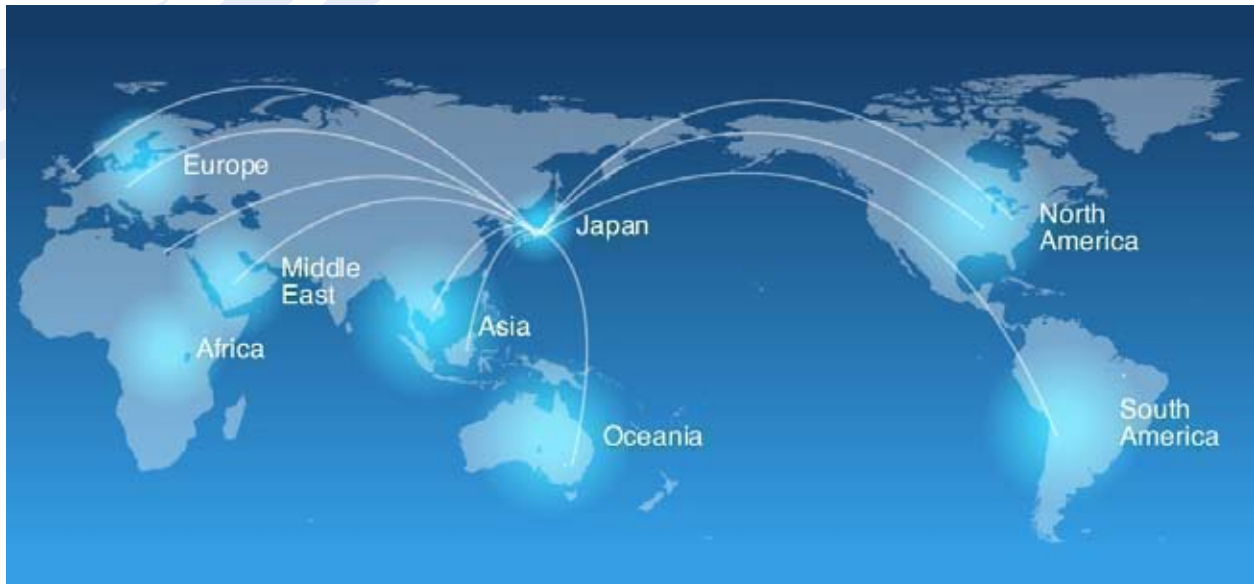 Europe
Japan
North
America
Middle
East
Asia
Africa
South
America
Oceania